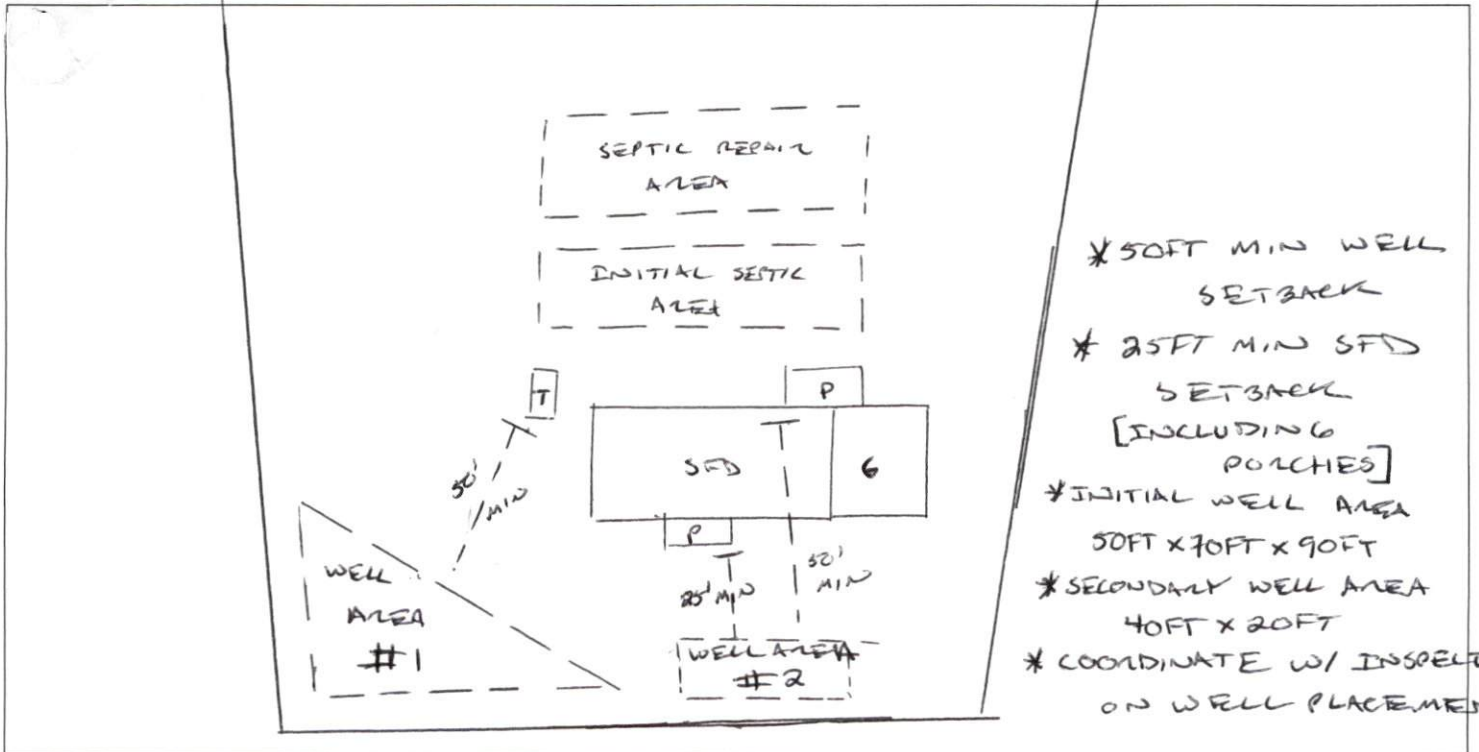 SEPTIC REPAIR
AREA
INITIAL SEPTIC
AREA
T
P
SFD
6
P
50'
MIN
25' MIN
50'
MIN
WELL
AREA
#1
WELL AREA
#2
* 50FT MIN WELL
SETBACK
* 25FT MIN SFD
SETBACK
[INCLUDING
PORCHES]
* INITIAL WELL AREA
50FT x 70FT x 90FT
* SECONDARY WELL AREA
40FT x 20FT
* COORDINATE W/ INSPECT
ON WELL PLACEMEN